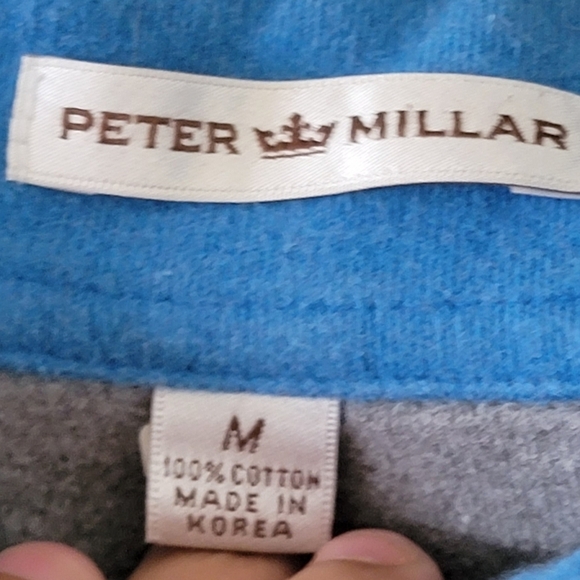 PETER MILLAR
M
100% COTTON
MADE IN
KOREA